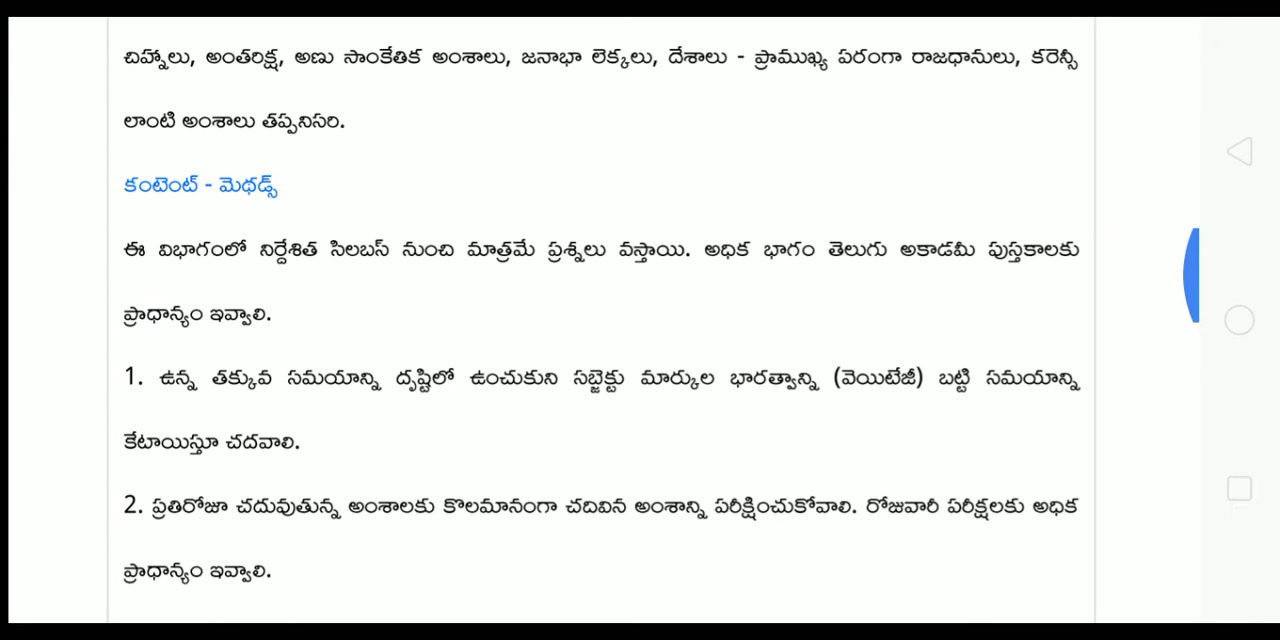 చిహ్నాలు, అంతరిక్ష, అణు సాంకేతిక అంశాలు, జనాభా లెక్కలు, దేశాలు - ప్రాముఖ్య పరంగా రాజధానులు, కరెన్సీ
లాంటి అంశాలు తప్పనిసరి.
కంటెంట్ - మెథడ్స్
ఈ విభాగంలో నిర్దేశిత సిలబస్ నుంచి మాత్రమే ప్రశ్నలు వస్తాయి. అధిక భాగం తెలుగు అకాడమీ పుస్తకాలకు
ప్రాధాన్యం ఇవ్వాలి.
1. ఉన్న తక్కువ సమయాన్ని దృష్టిలో ఉంచుకుని సబ్జెక్టు మార్కుల భారత్వాన్ని (వెయిటేజీ) బట్టి సమయాన్ని
కేటాయిస్తూ చదవాలి.
2. ప్రతిరోజూ చదువుతున్న అంశాలకు కొలమానంగా చదివిన అంశాన్ని పరీక్షించుకోవాలి. రోజువారీ పరీక్షలకు అధిక
ప్రాధాన్యం ఇవ్వాలి.